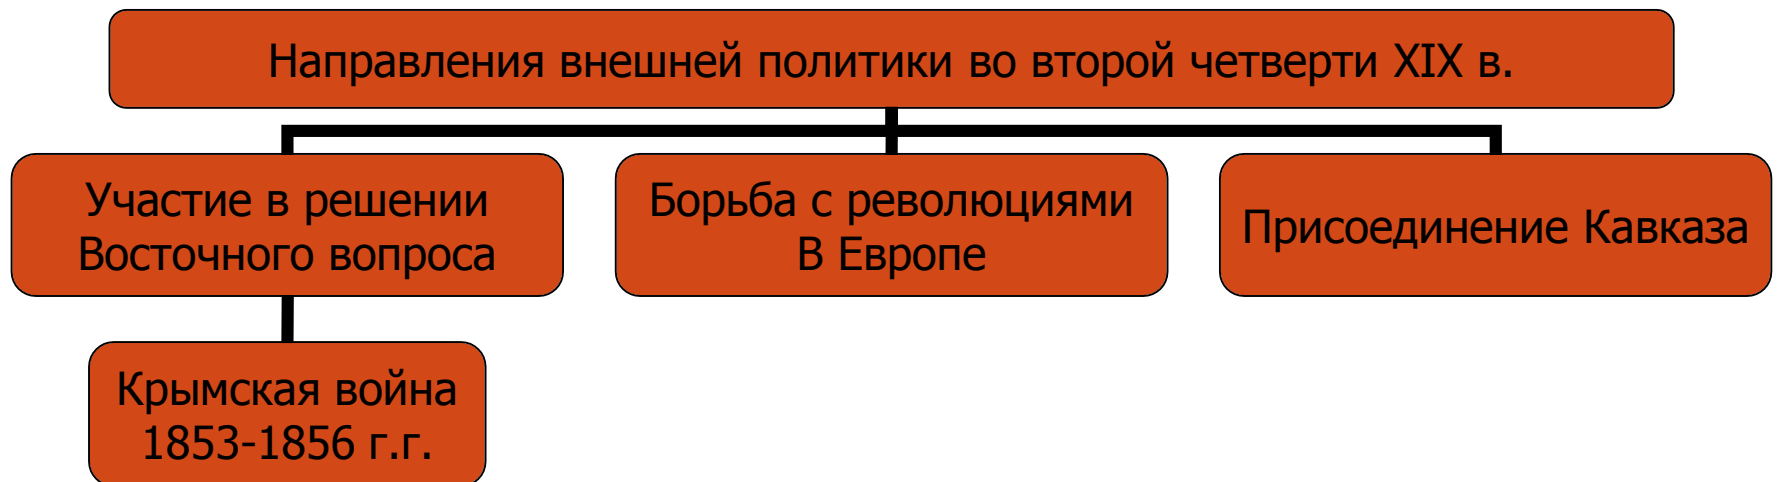 Направления внешней политики во второй четверти XIX в.
Участие в решении
Восточного вопроса
Борьба с революциями
В Европе
Присоединение Кавказа
Крымская война
1853-1856 г.г.